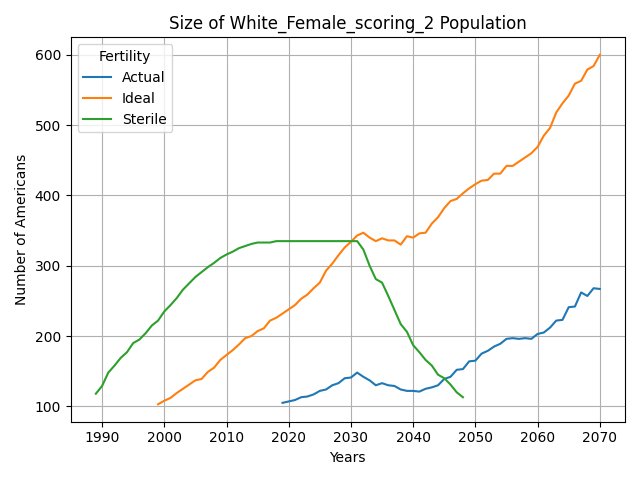 Size of White_Female_scoring_2 Population
Fertility
Actual
Ideal
Sterile
Number of Americans
600
500
400
300
200
100
1990 2000 2010 2020 2030 2040 2050 2060 2070
Years